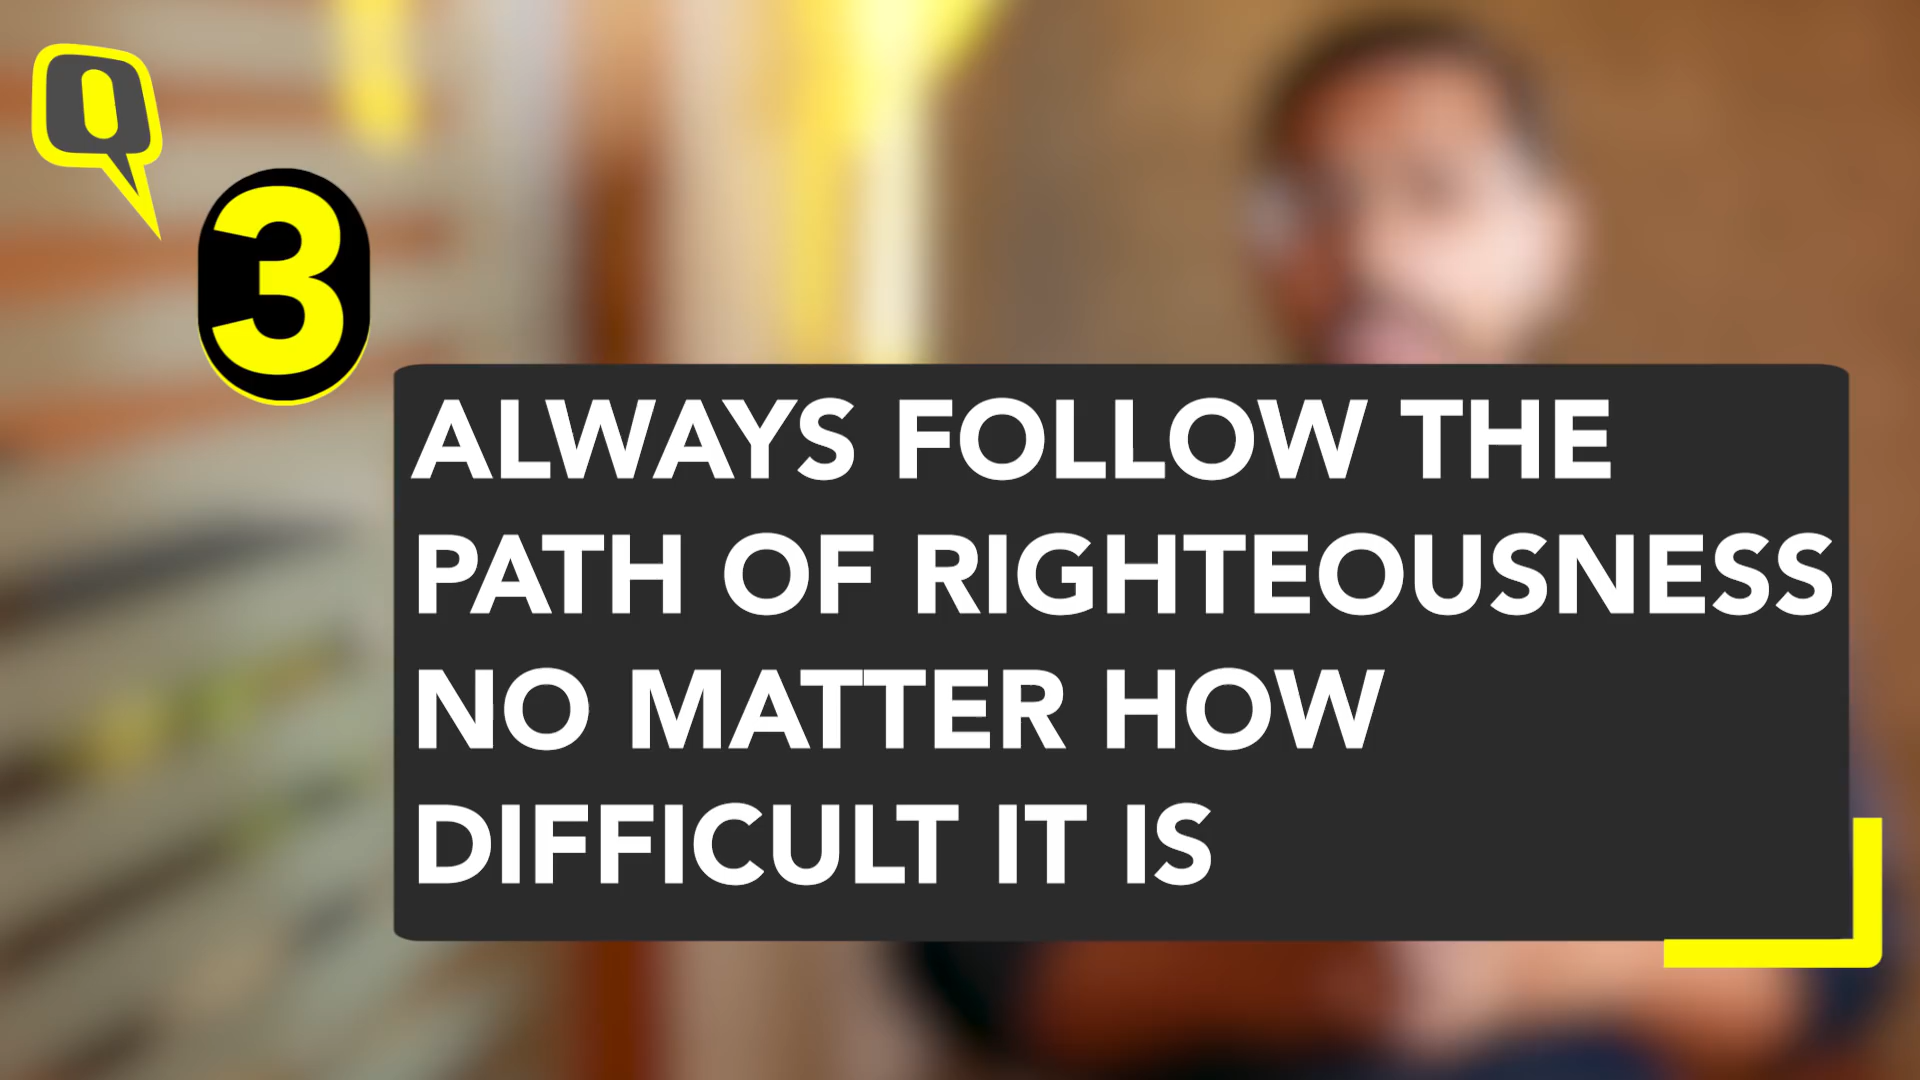 Q
3
ALWAYS FOLLOW THE
PATH OF RIGHTEOUSNESS
NO MATTER HOW
DIFFICULT IT IS